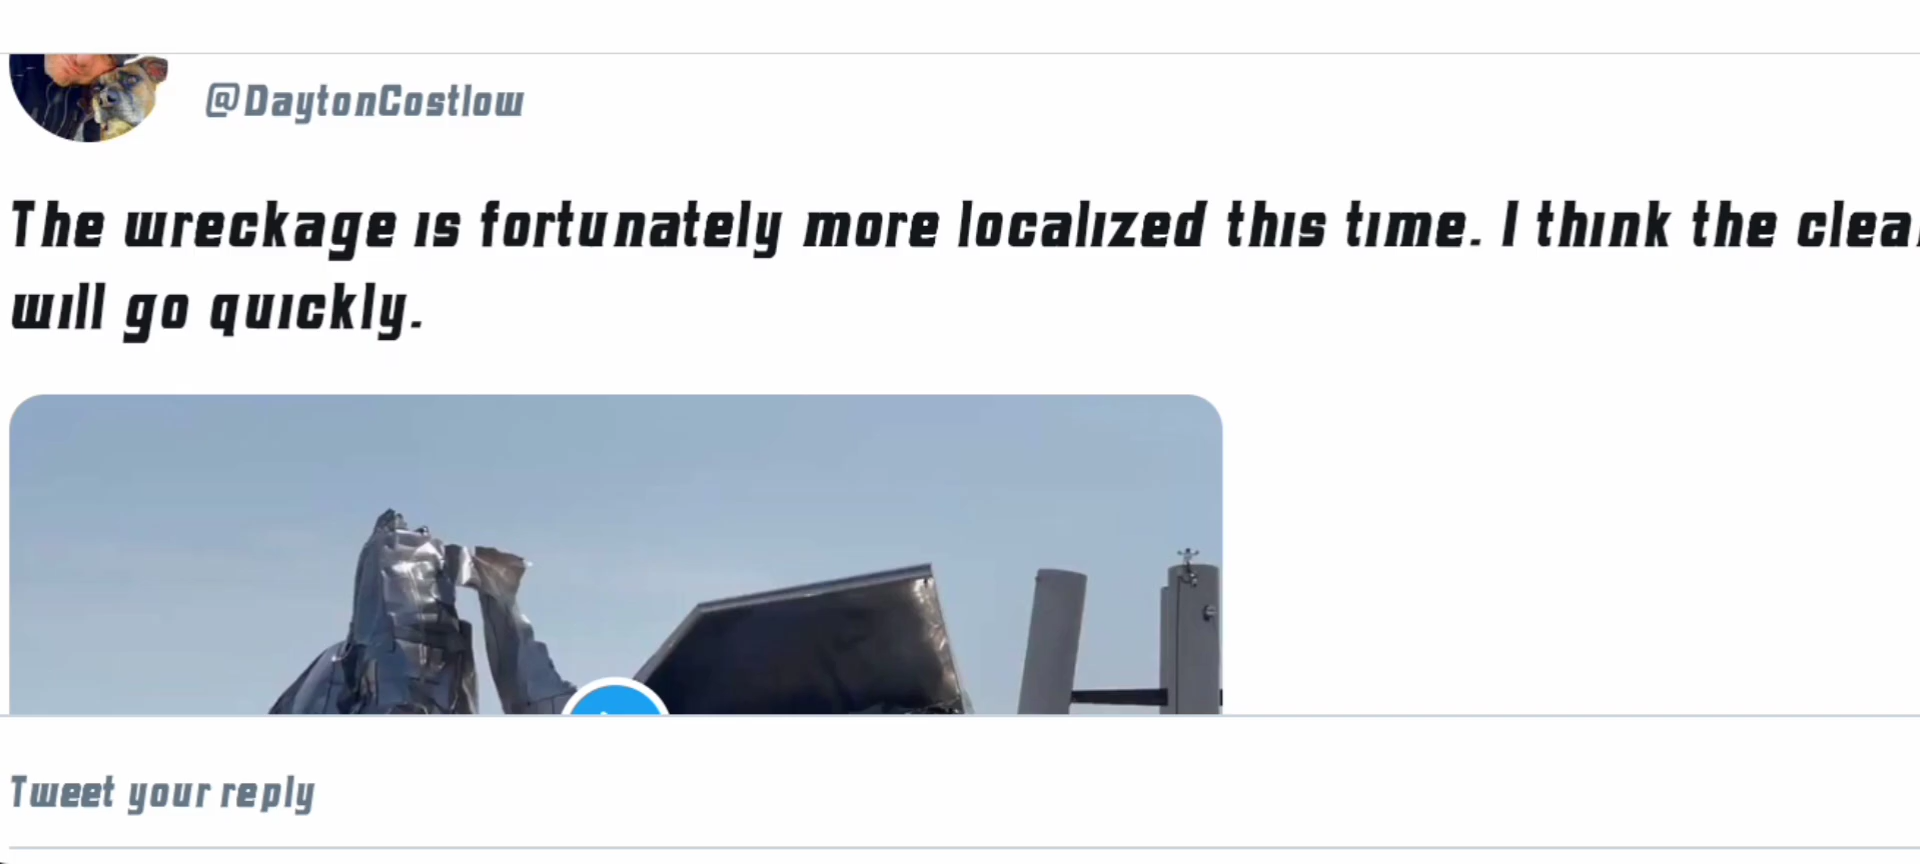 @DaytonCostlow
The wreckage is fortunately more localized this time. I think the
will go quickly.
Tweet your reply